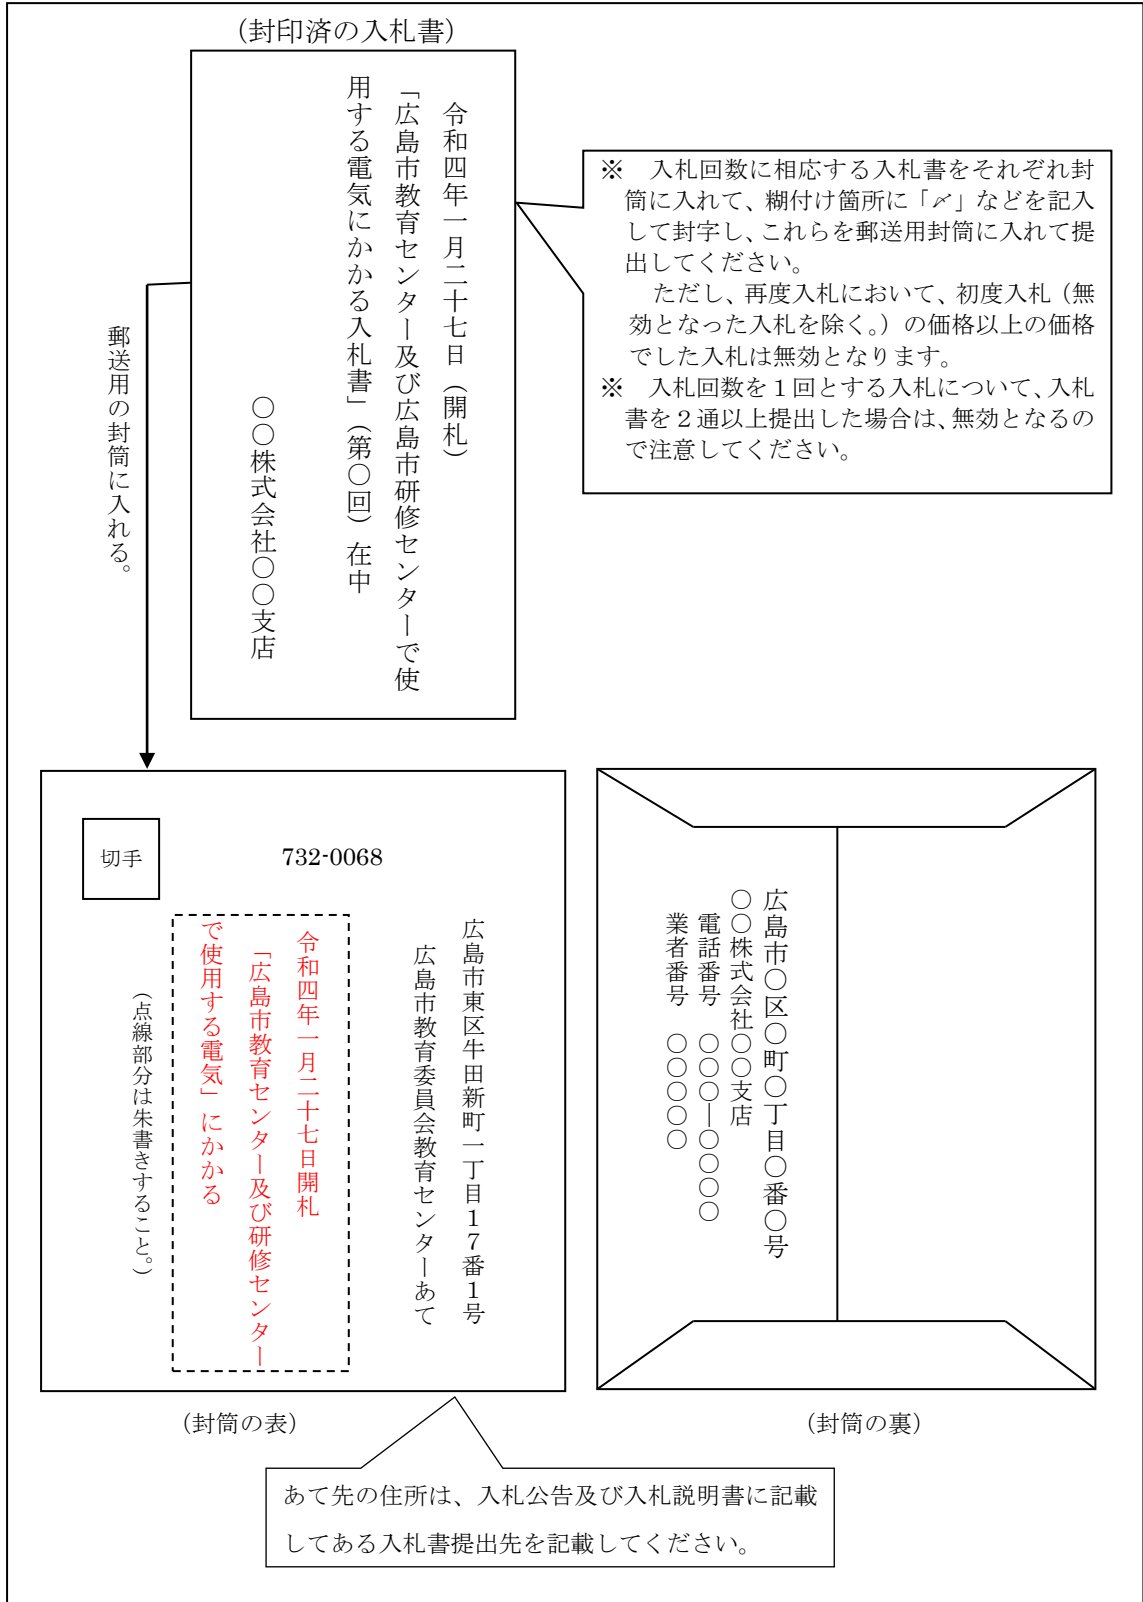 （封印済の入札書）
令和四年一月二十七日（開札）
「広島市教育センター及び広島市研修センターで使
用する電気にかかる入札書」（第〇回）在中
〇〇株式会社〇〇支店
※　入札回数に相応する入札書をそれぞれ封
筒に入れて、糊付け箇所に「〆」などを記入
して封字し、これらを郵送用封筒に入れて提
出してください。
ただし、再度入札において、初度入札（無
効となった入札を除く。）の価格以上の価格
でした入札は無効となります。
※　入札回数を１回とする入札について、入札
書を２通以上提出した場合は、無効となるの
で注意してください。
郵送用の封筒に入れる。
切手
732-0068
広島市東区牛田新町一丁目１７番１号
広島市教育委員会教育センターあて
令和四年一月二十七日開札
「広島市教育センター及び研修センター
で使用する電気」にかかる
（点線部分は朱書きすること。）
（封筒の表）
広島市〇区〇町〇丁目〇番〇号
〇〇株式会社〇〇支店
電話番号　〇〇〇―〇〇〇〇
業者番号　〇〇〇〇〇
（封筒の裏）
あて先の住所は、入札公告及び入札説明書に記載
してある入札書提出先を記載してください。